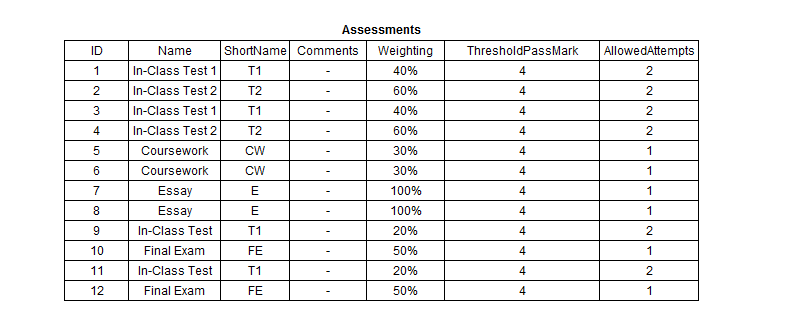 Assessments
ID Name ShortName Comments Weighting ThresholdPassMark AllowedAttempts
1 In-Class Test 1 T1 - 40% 4 2
2 In-Class Test 2 T2 - 60% 4 2
3 In-Class Test 1 T1 - 40% 4 2
4 In-Class Test 2 T2 - 60% 4 2
5 Coursework CW - 30% 4 1
6 Coursework CW - 30% 4 1
7 Essay E - 100% 4 1
8 Essay E - 100% 4 1
9 In-Class Test T1 - 20% 4 2
10 Final Exam FE - 50% 4 1
11 In-Class Test T1 - 20% 4 2
12 Final Exam FE - 50% 4 1